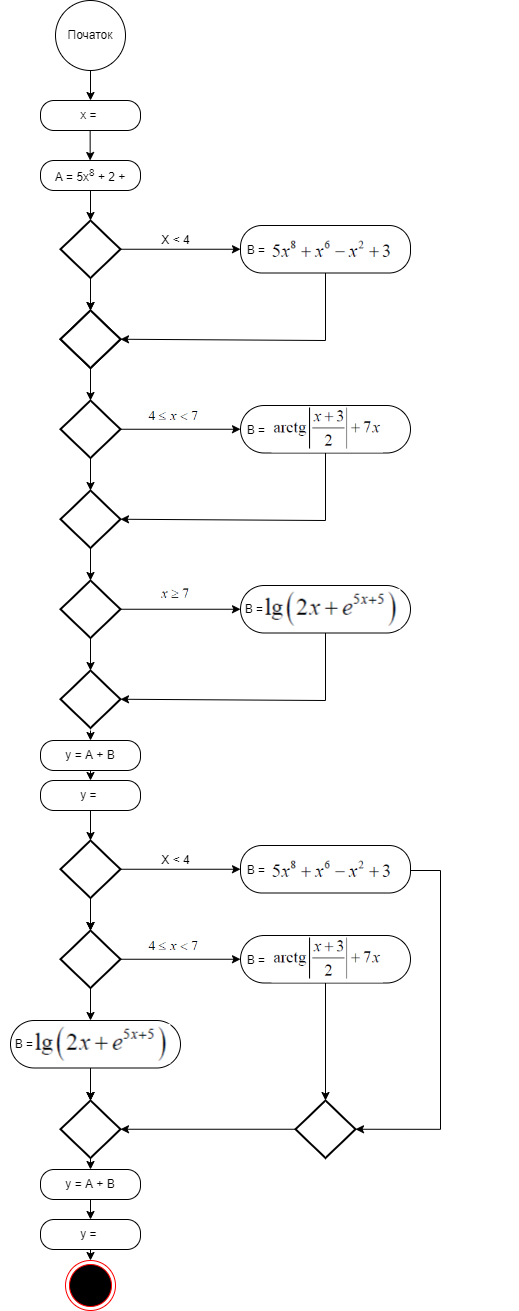 Початок
x =
A = 5x⁸ + 2 +
X < 4
B = 5x⁸ + x⁶ − x² + 3
4 ≤ x < 7
B = arctg|(x + 3)/2| + 7x
x ≥ 7
B = lg(2x + e⁵ˣ⁺⁵)
y = A + B
y =
X < 4
B = 5x⁸ + x⁶ − x² + 3
4 ≤ x < 7
B = arctg|(x + 3)/2| + 7x
B = lg(2x + e⁵ˣ⁺⁵)
y = A + B
y =